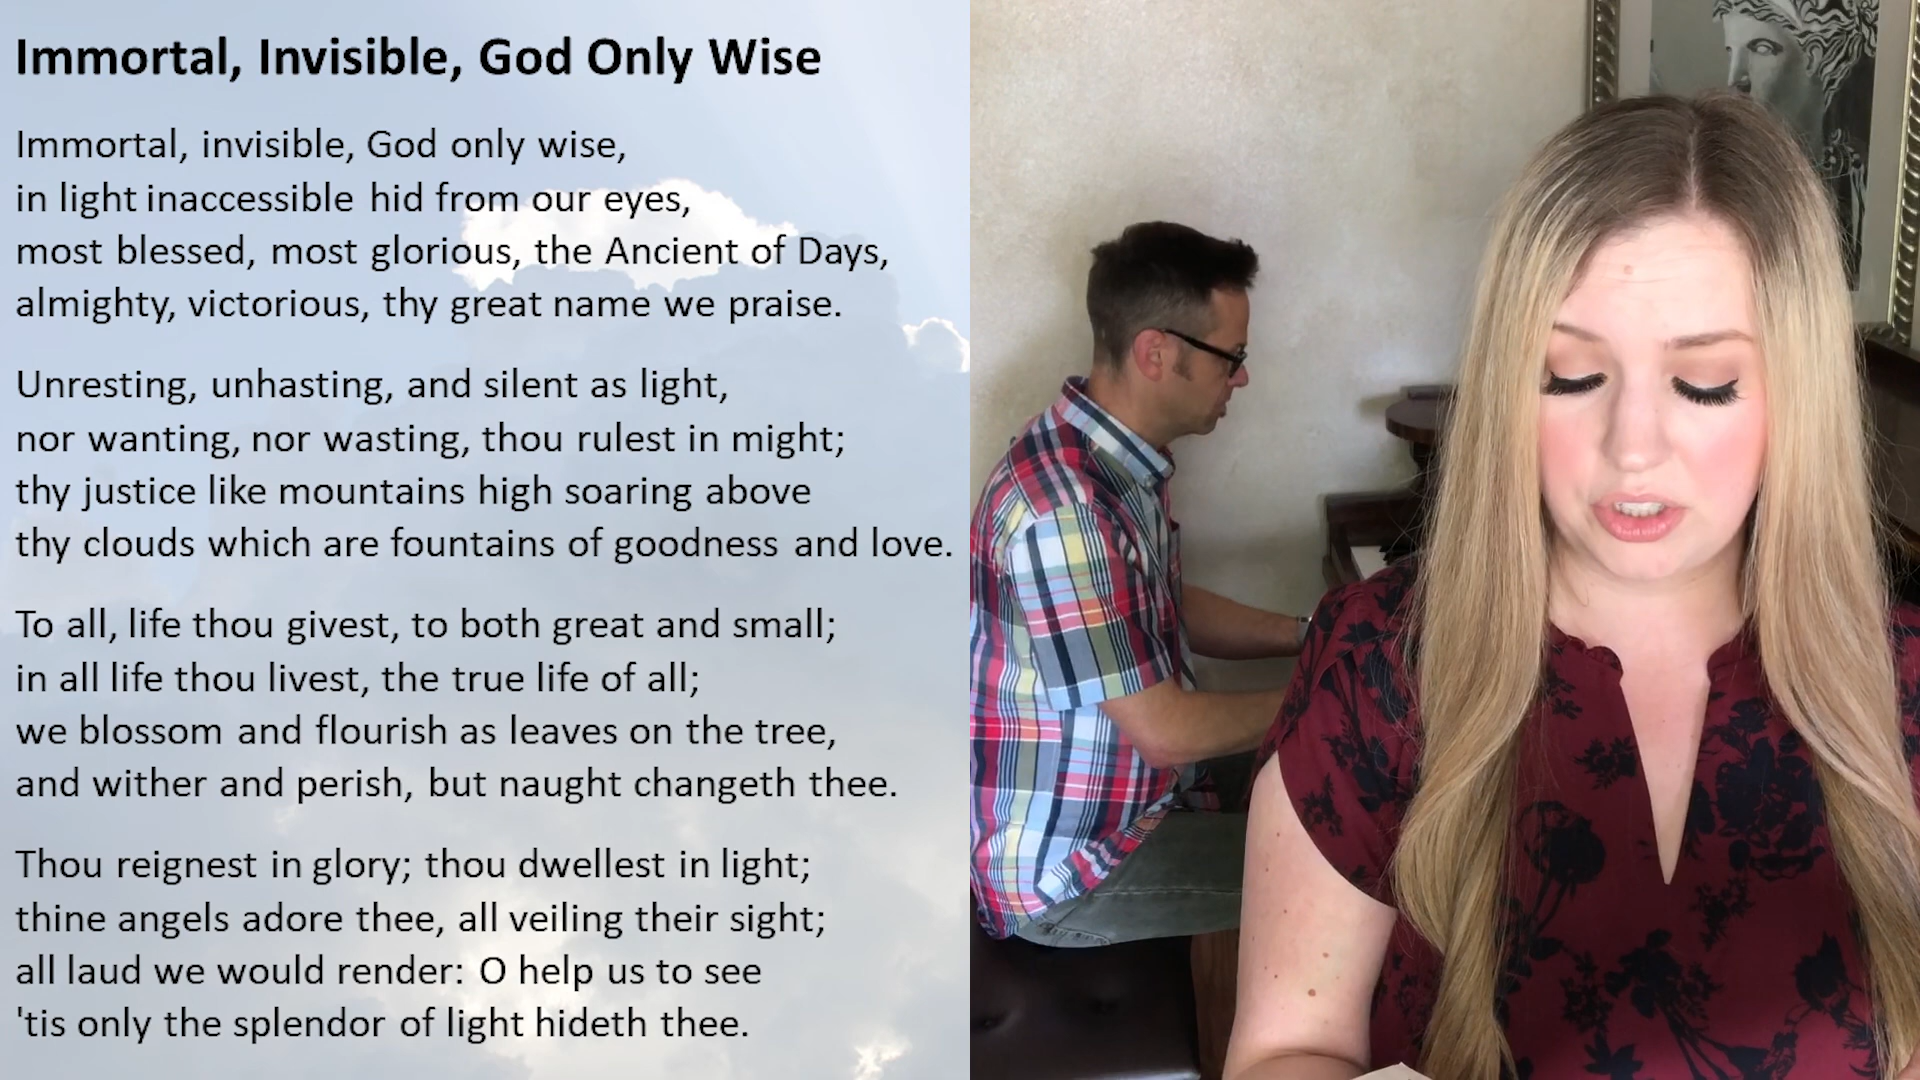 Immortal, Invisible, God Only Wise
Immortal, invisible, God only wise,
in light inaccessible hid from our eyes,
most blessed, most glorious, the Ancient of Days,
almighty, victorious, thy great name we praise.
Unresting, unhasting, and silent as light,
nor wanting, nor wasting, thou rulest in might;
thy justice like mountains high soaring above
thy clouds which are fountains of goodness and love.
To all, life thou givest, to both great and small;
in all life thou livest, the true life of all;
we blossom and flourish as leaves on the tree,
and wither and perish, but naught changeth thee.
Thou reignest in glory; thou dwellest in light;
thine angels adore thee, all veiling their sight;
all laud we would render: O help us to see
'tis only the splendor of light hideth thee.